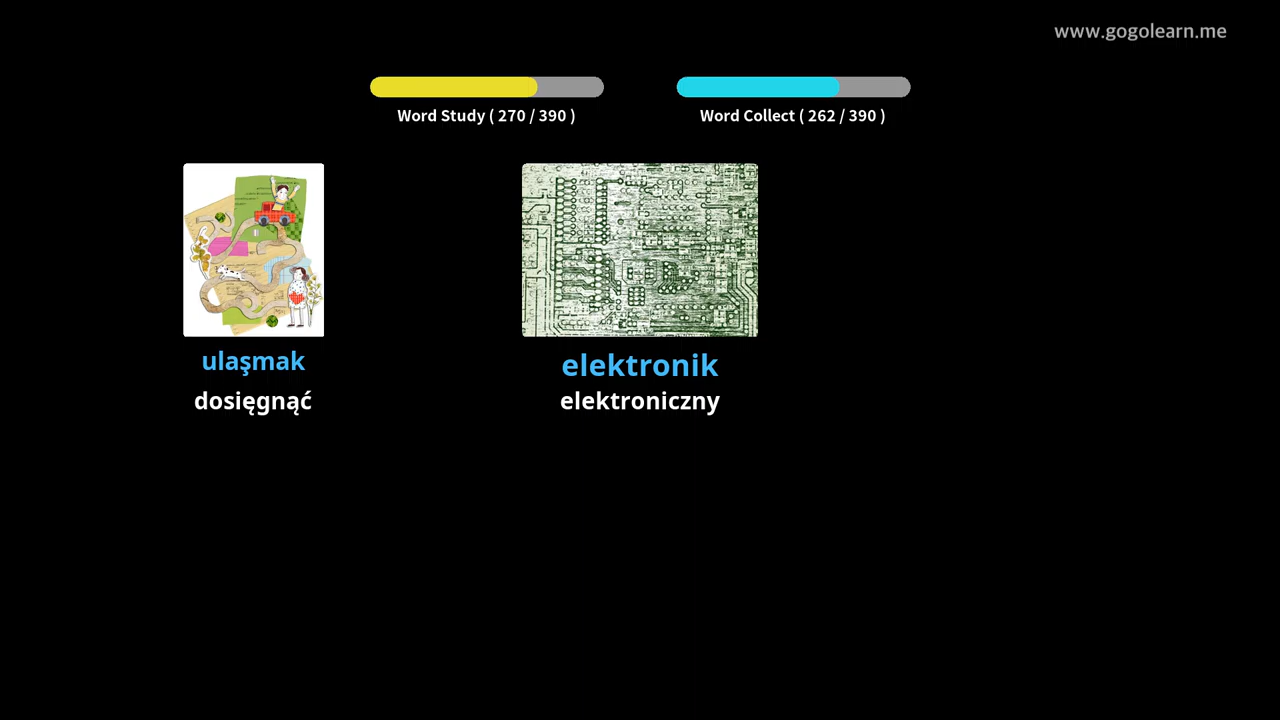 www.gogolearn.me
Word Study ( 270 / 390 )
Word Collect ( 262 / 390 )
ulaşmak
dosięgnąć
elektronik
elektroniczny